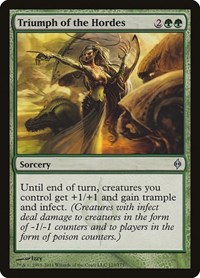 Triumph of the Hordes 2
Sorcery
Until end of turn, creatures you
control get +1/+1 and gain trample
and infect. (Creatures with infect
deal damage to creatures in the form
of -1/-1 counters and to players in the
form of poison counters.)
Izzy